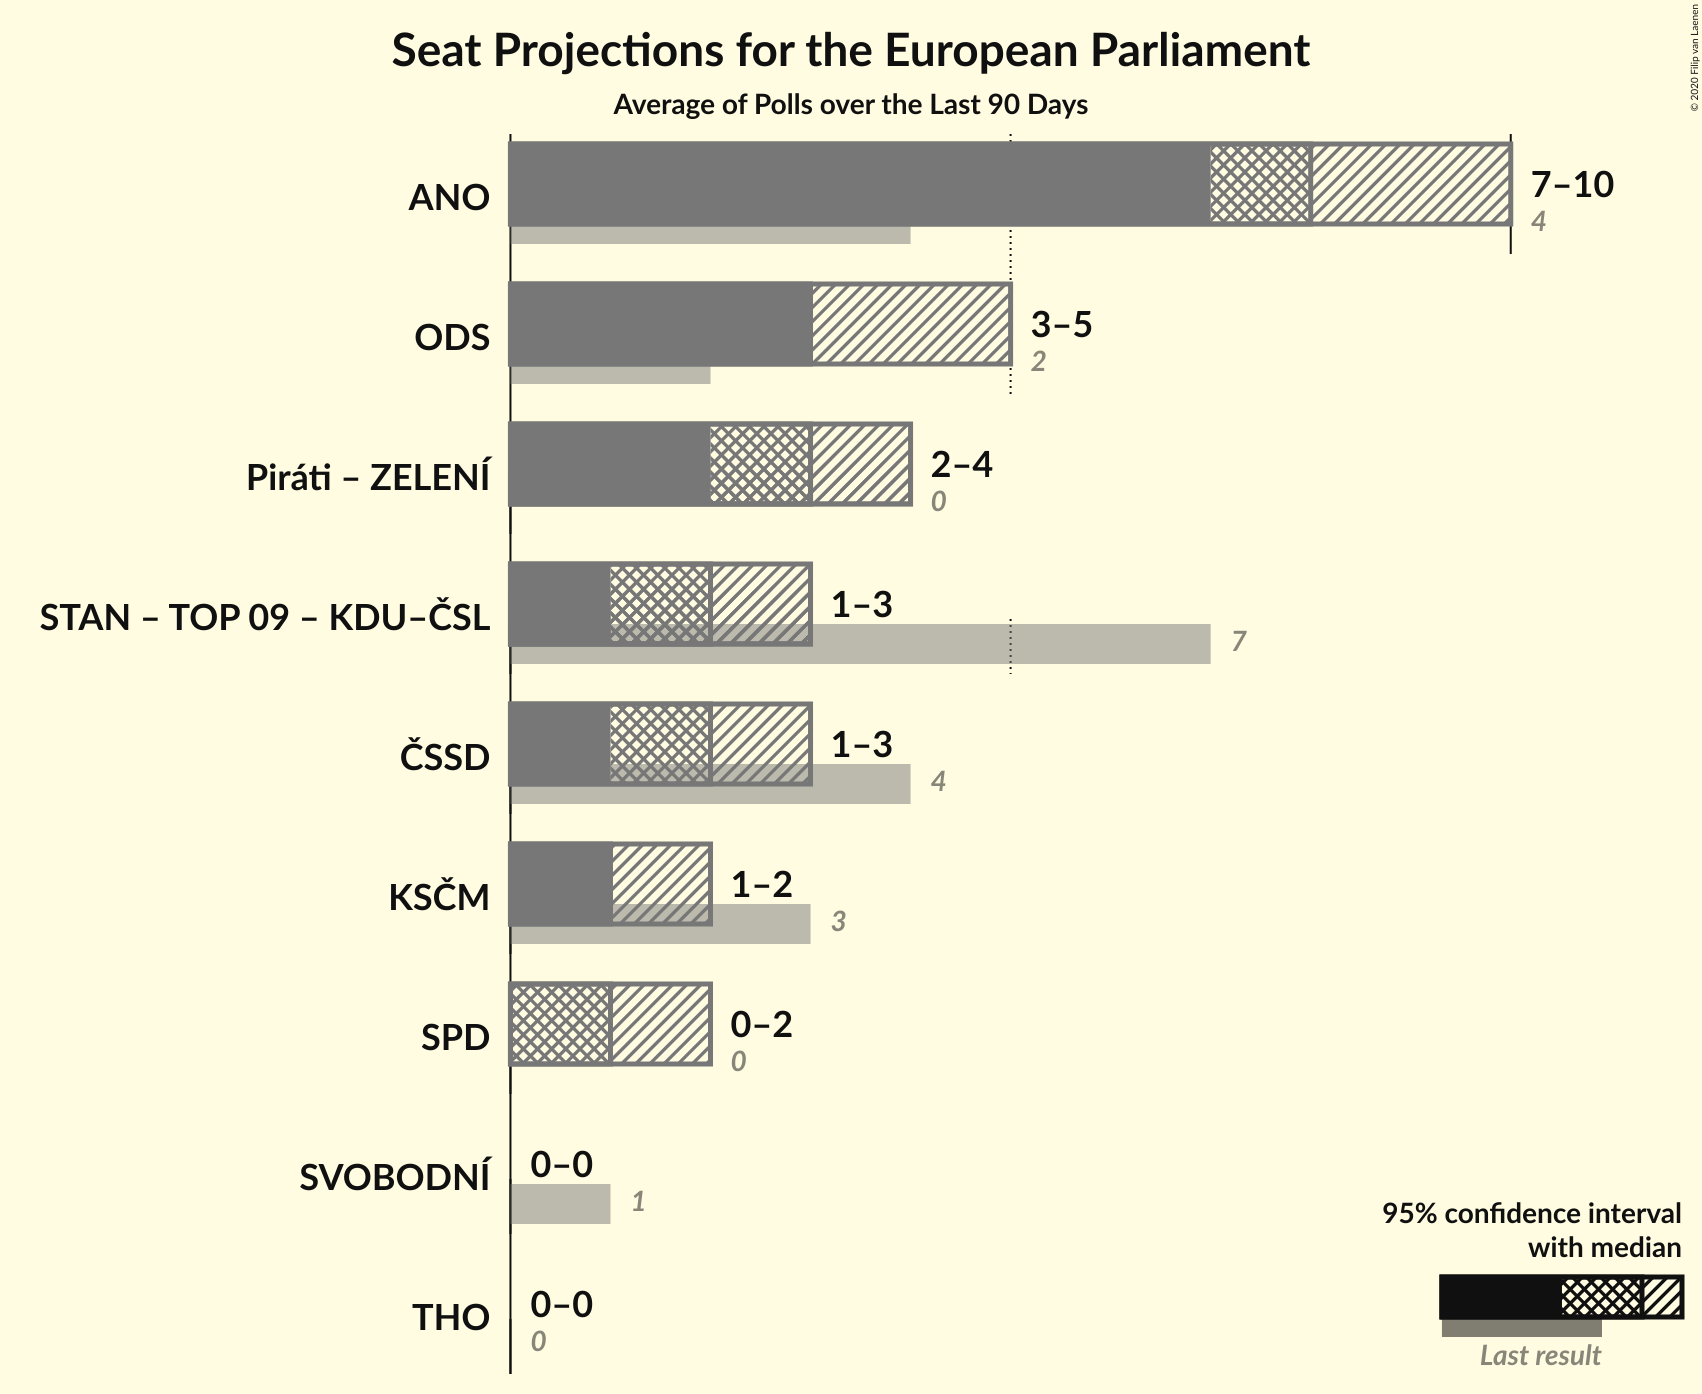 Seat Projections for the European Parliament
Average of Polls over the Last 90 Days
© 2020 Filip van Laenen
ANO
7–10
4
ODS
3–5
2
Piráti – ZELENÍ
2–4
0
STAN – TOP 09 – KDU–ČSL
1–3
7
ČSSD
1–3
4
KSČM
1–2
3
SPD
0–2
0
SVOBODNÍ
0–0
1
THO
0–0
0
95% confidence interval
with median
Last result